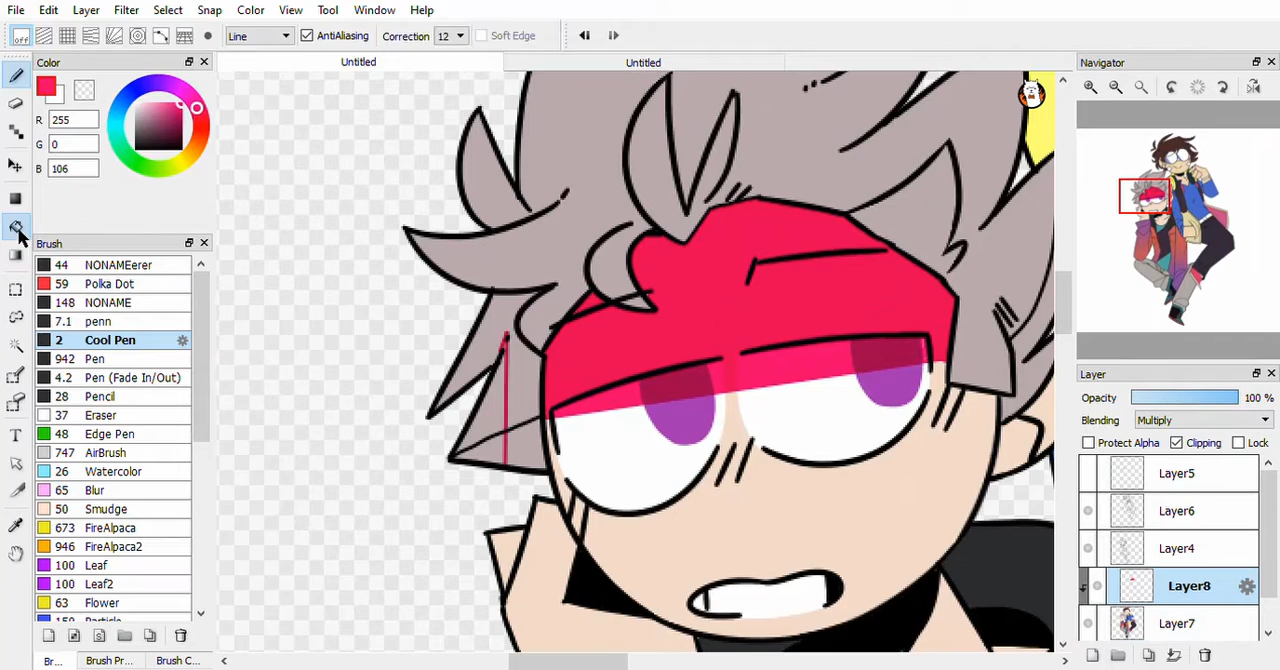 File Edit Layer Filter Select Snap Color View Tool Window Help
off Line AntiAliasing Correction 12 Soft Edge
Color Untitled Untitled Navigator
R 255
G 0
B 106
Brush
44 NONAMEerer
59 Polka Dot
148 NONAME
7.1 penn
2 Cool Pen
942 Pen
4.2 Pen (Fade In/Out)
28 Pencil
37 Eraser
48 Edge Pen
747 AirBrush
26 Watercolor
65 Blur
50 Smudge
673 FireAlpaca
946 FireAlpaca2
100 Leaf
100 Leaf2
63 Flower
Br... Brush Pr... Brush C...
Layer
Opacity 100 %
Blending Multiply
Protect Alpha Clipping Lock
Layer5
Layer6
Layer4
Layer8
Layer7
T